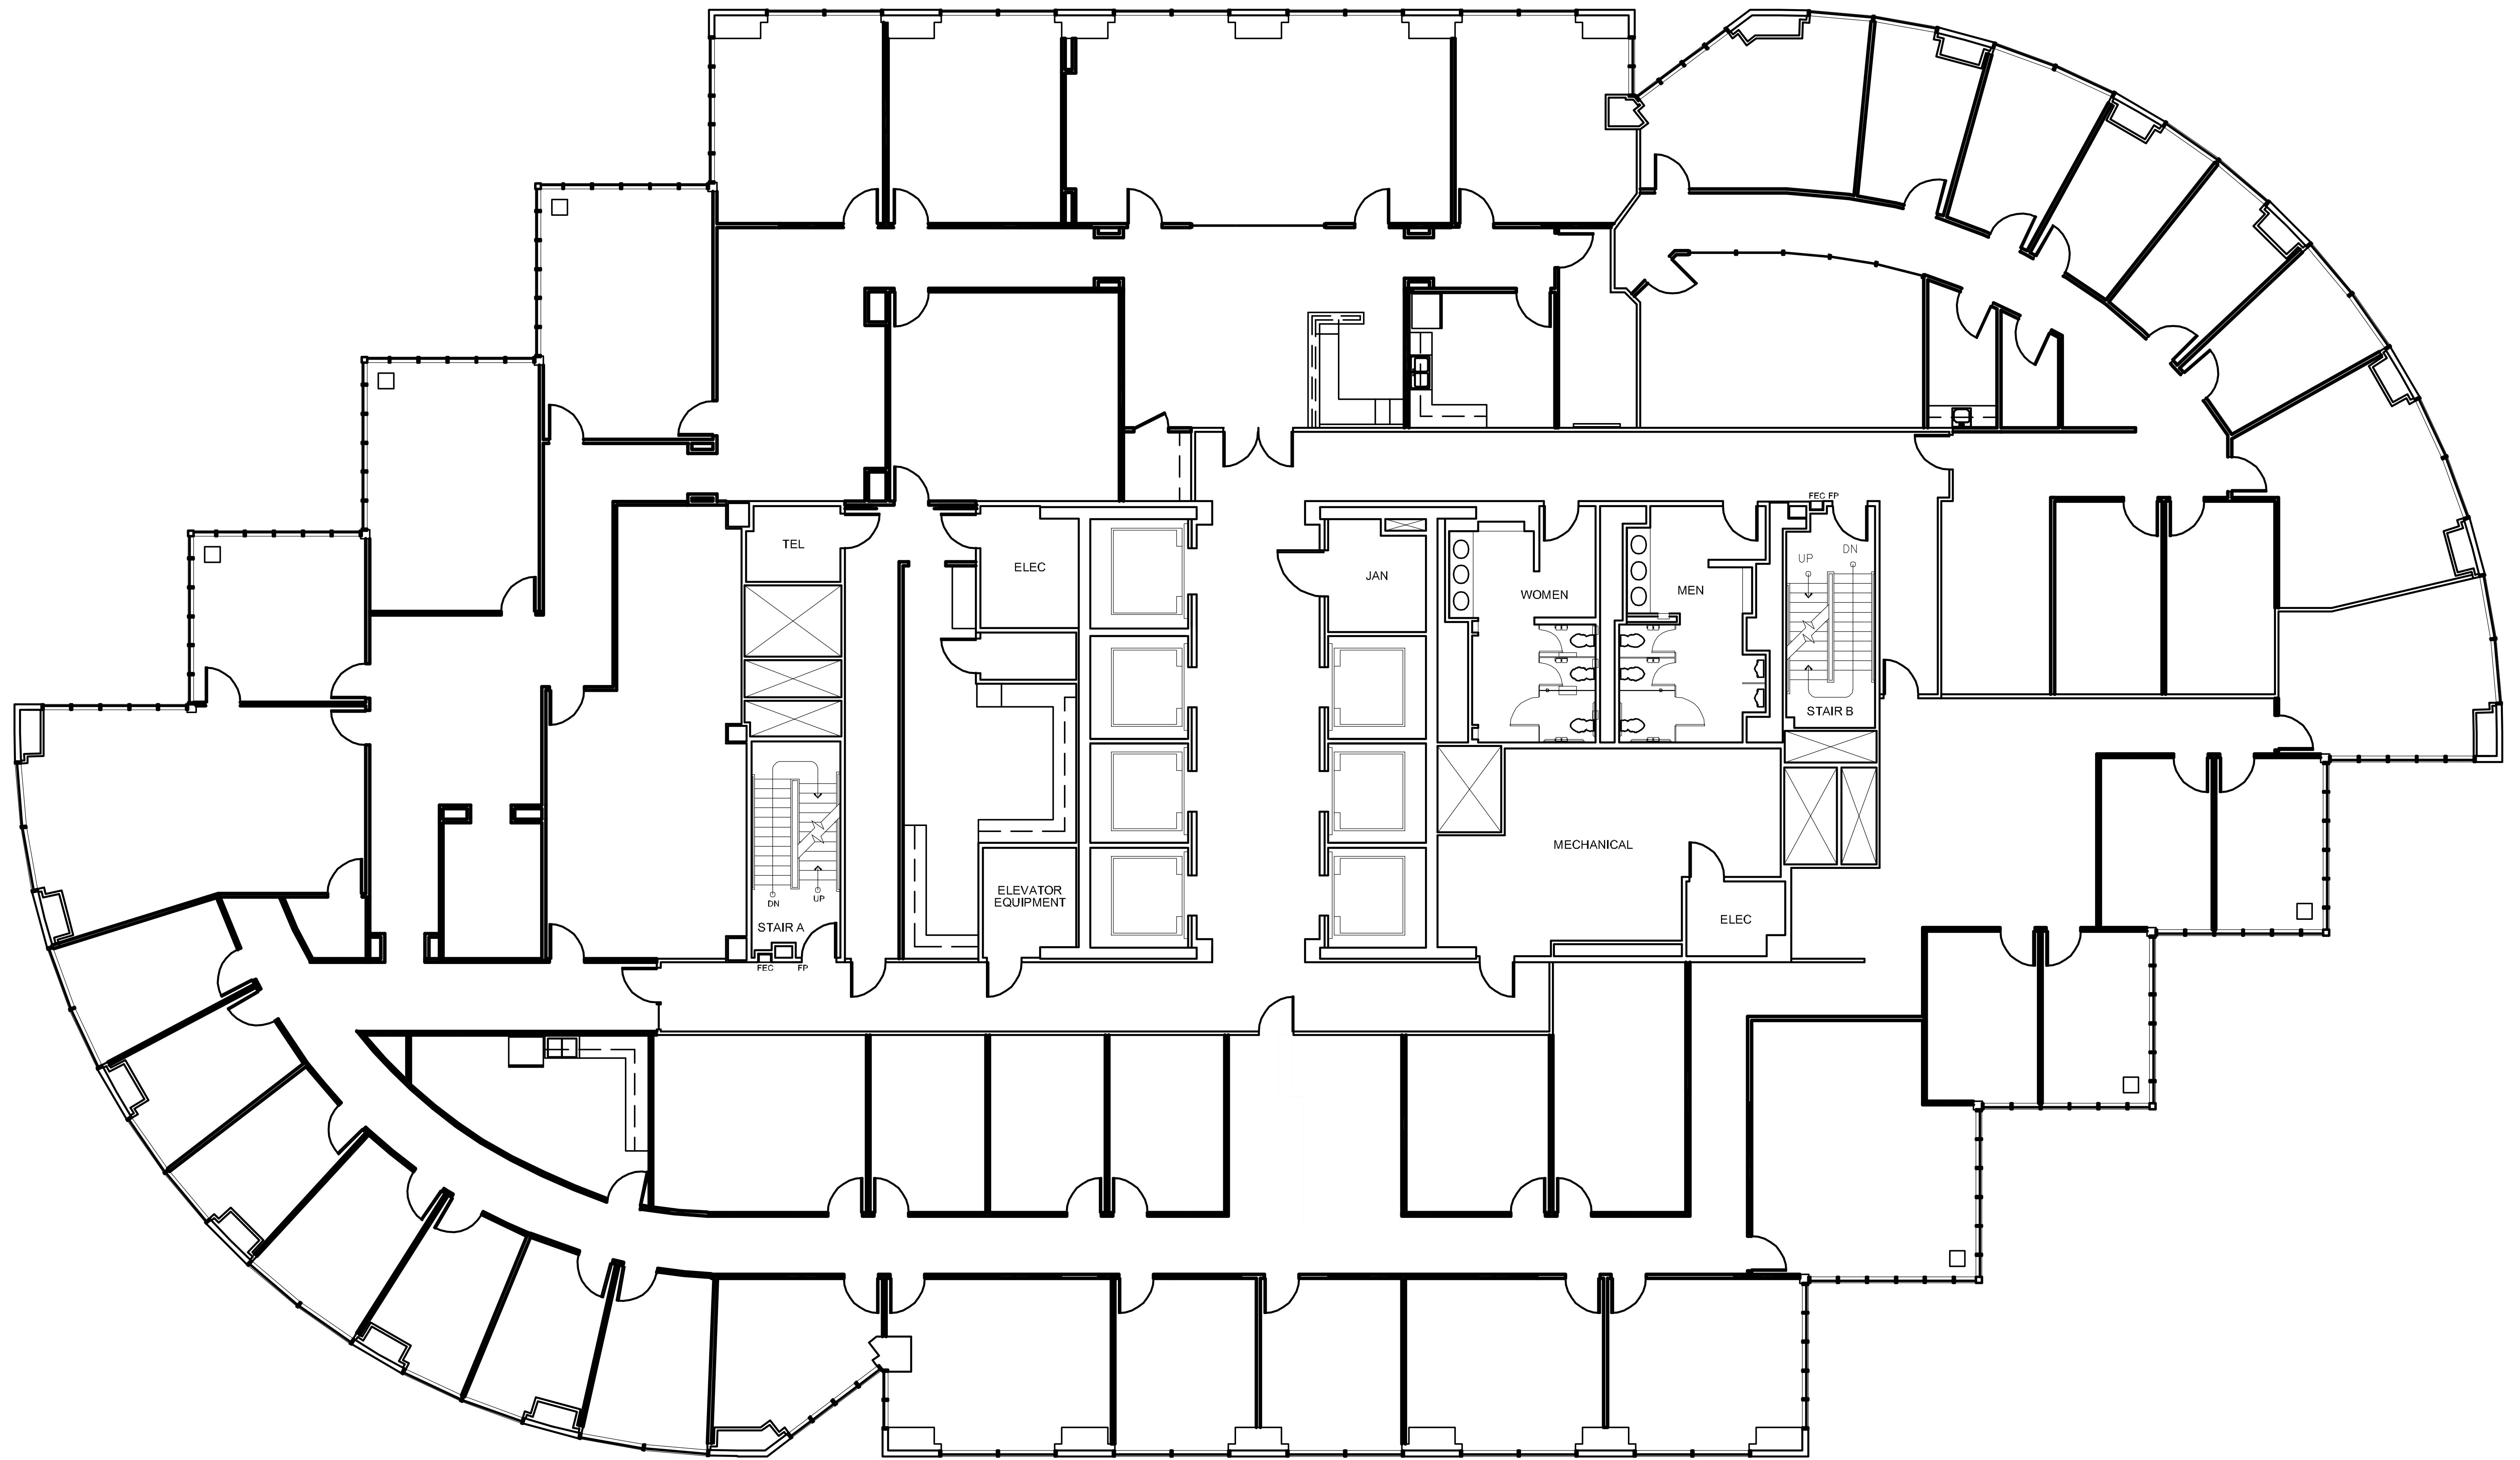 FEC FP
TEL
UP
DN
ELEC
JAN
WOMEN
MEN
STAIR B
MECHANICAL
ELEVATOR
EQUIPMENT
DN
UP
STAIR A
ELEC
FEC
FP